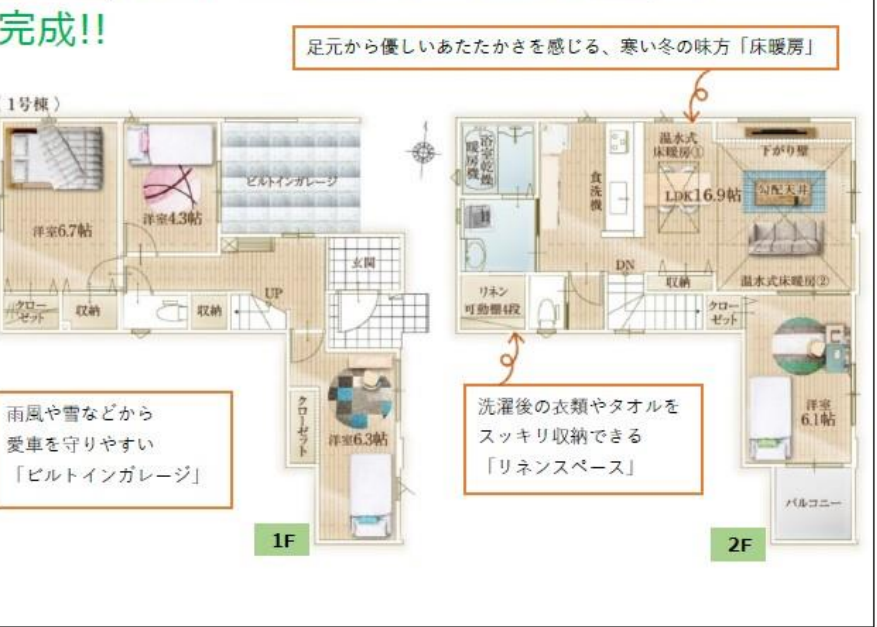 完成!!
足元から優しいあたたかさを感じる、寒い冬の味方「床暖房」
1号棟）
洋室6.7帖
洋室4.3帖
ビルトインガレージ
玄関
UP
クロー
ゼット
収納
収納
クローゼット
洋室6.3帖
雨風や雪などから
愛車を守りやすい
「ビルトインガレージ」
1F
浴室乾燥
暖房機
食洗機
温水式
床暖房①
下がり壁
LDK16.9帖
勾配天井
DN
収納
温水式床暖房②
リネン
可動棚4段
クロー
ゼット
洋室
6.1帖
バルコニー
洗濯後の衣類やタオルを
スッキリ収納できる
「リネンスペース」
2F